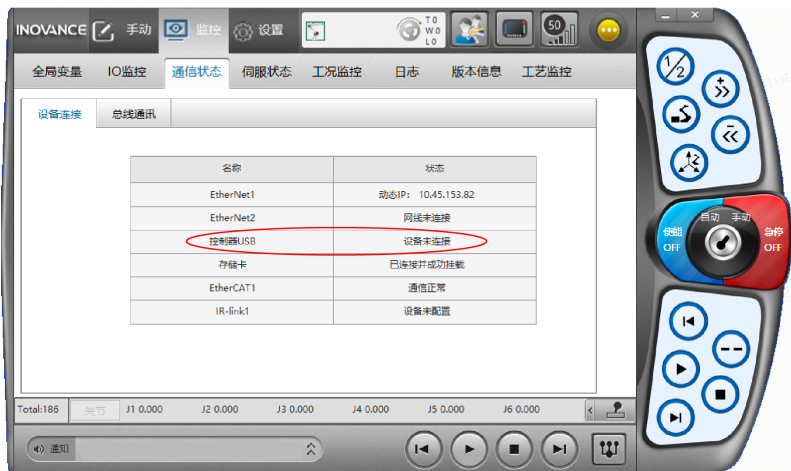 INOVANCE 手动 监控 设置 T 0
W 0
L 0
50
全局变量 IO监控 通信状态 伺服状态 工况监控 日志 版本信息 工艺监控
设备连接 总线通讯
名称 状态
EtherNet1 动态IP: 10.45.153.82
EtherNet2 网线未连接
控制器USB 设备未连接
存储卡 已连接并成功挂载
EtherCAT1 通信正常
IR-link1 设备未配置
Total:186 关节 J1 0.000 J2 0.000 J3 0.000 J4 0.000 J5 0.000 J6 0.000
通知
1/2
自动 手动
使能
OFF
急停
OFF